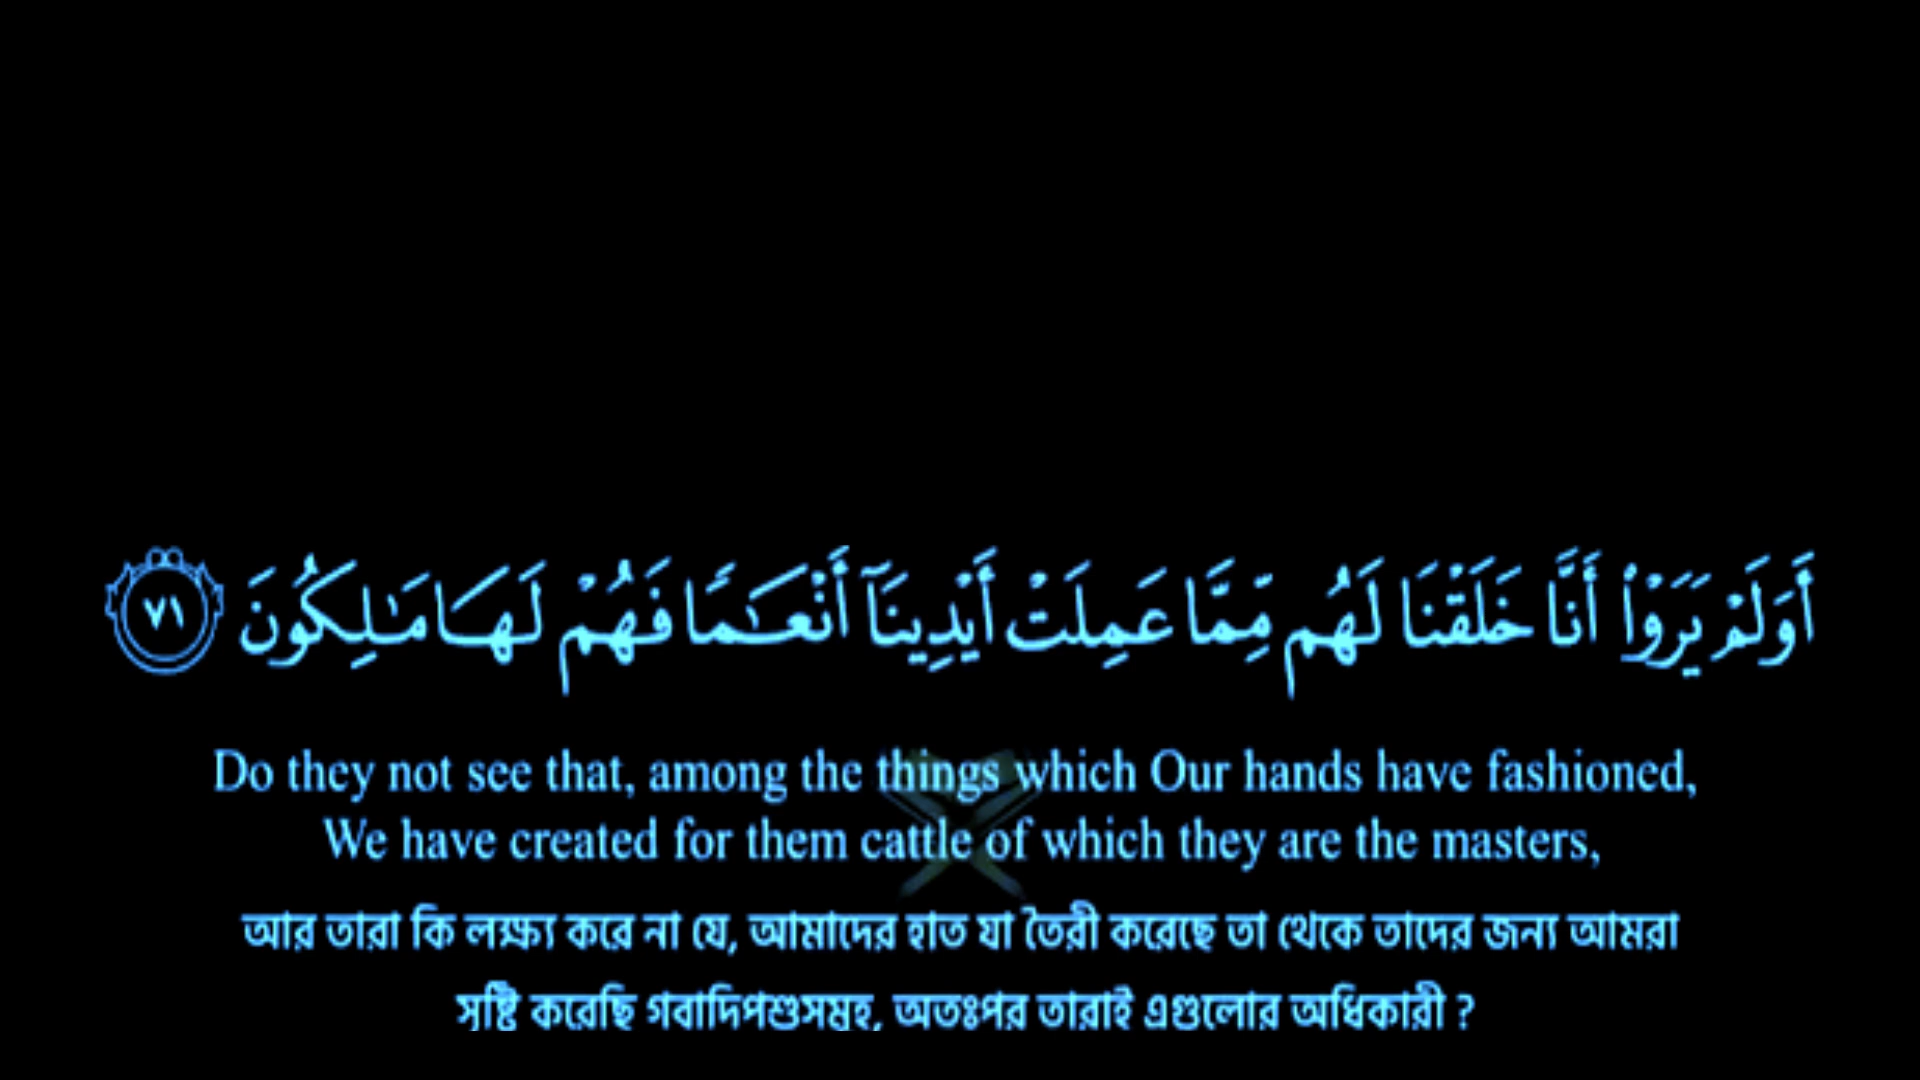 أَوَلَمْ يَرَوْا۟ أَنَّا خَلَقْنَا لَهُم مِّمَّا عَمِلَتْ أَيْدِينَآ أَنْعَـٰمًا فَهُمْ لَهَا مَـٰلِكُونَ ٧١
Do they not see that, among the things which Our hands have fashioned,
We have created for them cattle of which they are the masters,
আর তারা কি লক্ষ্য করে না যে, আমাদের হাত যা তৈরী করেছে তা থেকে তাদের জন্য আমরা
সৃষ্টি করেছি গবাদিপশুসমূহ, অতঃপর তারাই এগুলোর অধিকারী ?